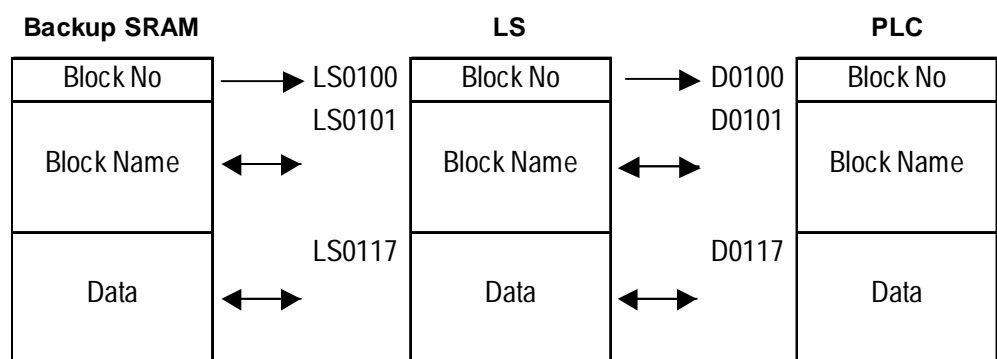 Backup SRAM LS PLC
Block No LS0100 Block No D0100 Block No
LS0101 D0101
Block Name Block Name Block Name
LS0117 D0117
Data Data Data